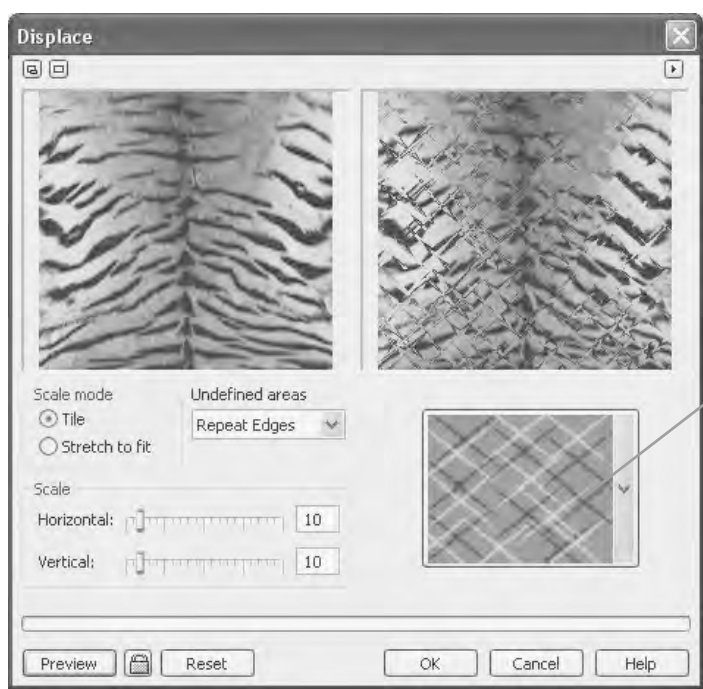 Displace
Scale mode
Tile
Stretch to fit
Undefined areas
Repeat Edges
Scale
Horizontal: 10
Vertical: 10
Preview Reset OK Cancel Help